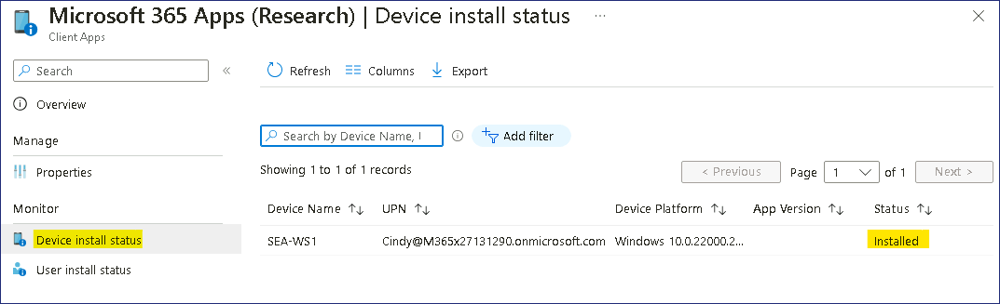 Microsoft 365 Apps (Research) | Device install status ...
Client Apps
Search
Refresh Columns Export
Overview
Search by Device Name, U Add filter
Manage
Showing 1 to 1 of 1 records < Previous Page 1 of 1 Next >
Properties
Monitor
Device Name UPN Device Platform App Version Status
Device install status SEA-WS1 Cindy@M365x27131290.onmicrosoft.com Windows 10.0.22000.2... Installed
User install status